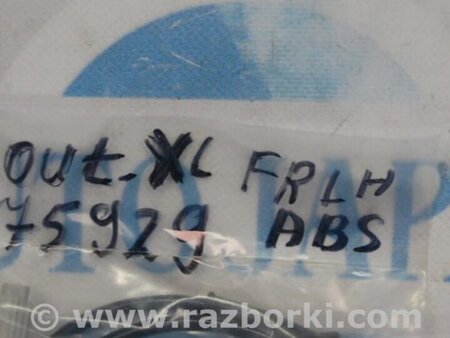 out-XL FRLH
75929 ABS
© www.razborki.com